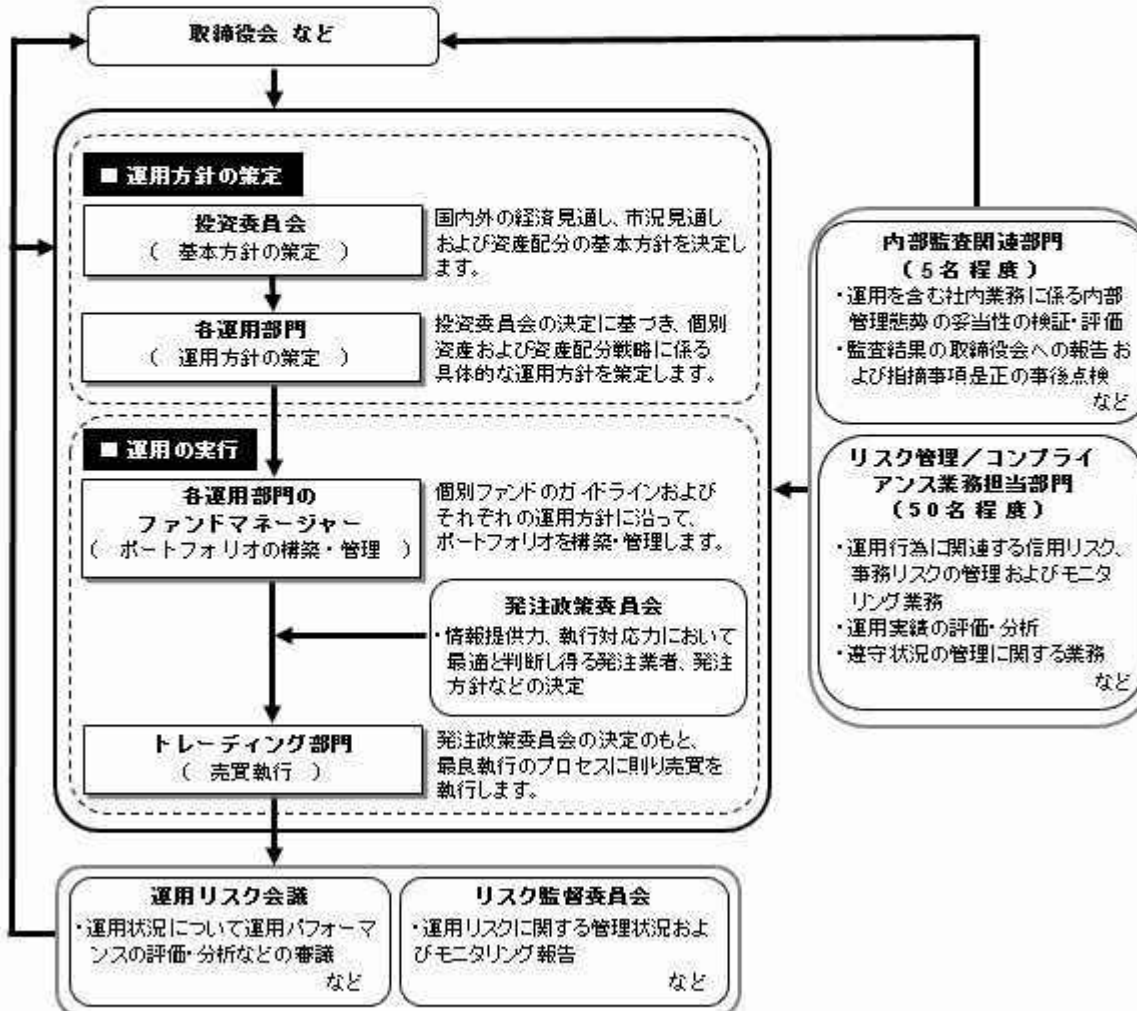 取締役会 など
■ 運用方針の策定
投資委員会
( 基本方針の策定 )
国内外の経済見通し、市況見通し
および資産配分の基本方針を決定し
ます。
各運用部門
( 運用方針の策定 )
投資委員会の決定に基づき、個別
資産および資産配分戦略に係る
具体的な運用方針を策定します。
■ 運用の実行
各運用部門の
ファンドマネージャー
( ポートフォリオの構築・管理 )
個別ファンドのガイドラインおよび
それぞれの運用方針に沿って、
ポートフォリオを構築・管理します。
発注政策委員会
・情報提供力、執行対応力において
最適と判断し得る発注業者、発注
方針などの決定
トレーディング部門
( 売買執行 )
発注政策委員会の決定のもと、
最良執行のプロセスに則り売買を
執行します。
運用リスク会議
・運用状況について運用パフォーマ
ンスの評価・分析などの審議
など
リスク監督委員会
・運用リスクに関する管理状況およ
びモニタリング報告
など
内部監査関連部門
(5名程度)
・運用を含む社内業務に係る内部
管理態勢の妥当性の検証・評価
・監査結果の取締役会への報告お
よび指摘事項是正の事後点検
など
リスク管理/コンプライ
アンス業務担当部門
(50名程度)
・運用行為に関連する信用リスク、
事務リスクの管理およびモニタ
リング業務
・運用実績の評価・分析
・遵守状況の管理に関する業務
など